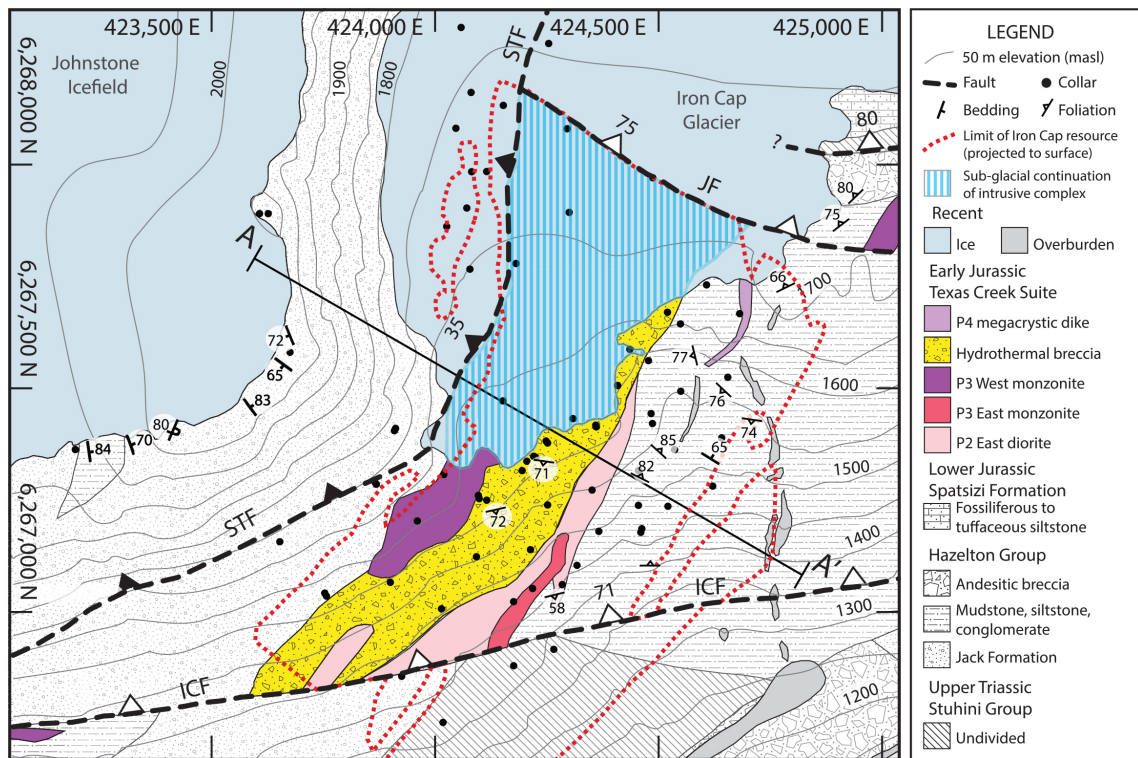 423,500 E
424,000 E
424,500 E
425,000 E
6,268,000 N
6,267,500 N
6,267,000 N
Johnstone
Icefield
2000
1900
1800
STF
Iron Cap
Glacier
75
JF
?
80
80
75
66
1700
A
35
72
65
83
80
70
84
77
76
1600
74
65
85
82
71
72
1500
STF
1400
A'
58
71
ICF
1300
ICF
1200
LEGEND
50 m elevation (masl)
Fault
Collar
Bedding
Foliation
Limit of Iron Cap resource
(projected to surface)
Sub-glacial continuation
of intrusive complex
Recent
Ice
Overburden
Early Jurassic
Texas Creek Suite
P4 megacrystic dike
Hydrothermal breccia
P3 West monzonite
P3 East monzonite
P2 East diorite
Lower Jurassic
Spatsizi Formation
Fossiliferous to
tuffaceous siltstone
Hazelton Group
Andesitic breccia
Mudstone, siltstone,
conglomerate
Jack Formation
Upper Triassic
Stuhini Group
Undivided